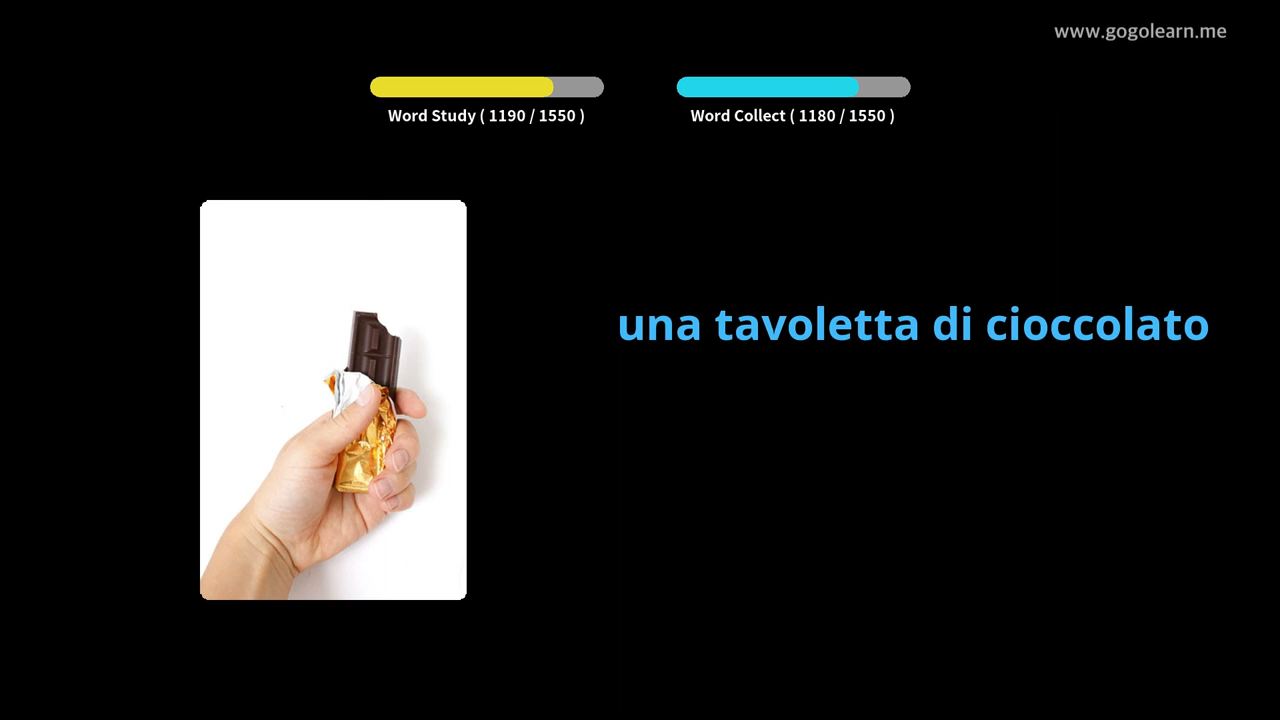 www.gogolearn.me
Word Study ( 1190 / 1550 )
Word Collect ( 1180 / 1550 )
una tavoletta di cioccolato